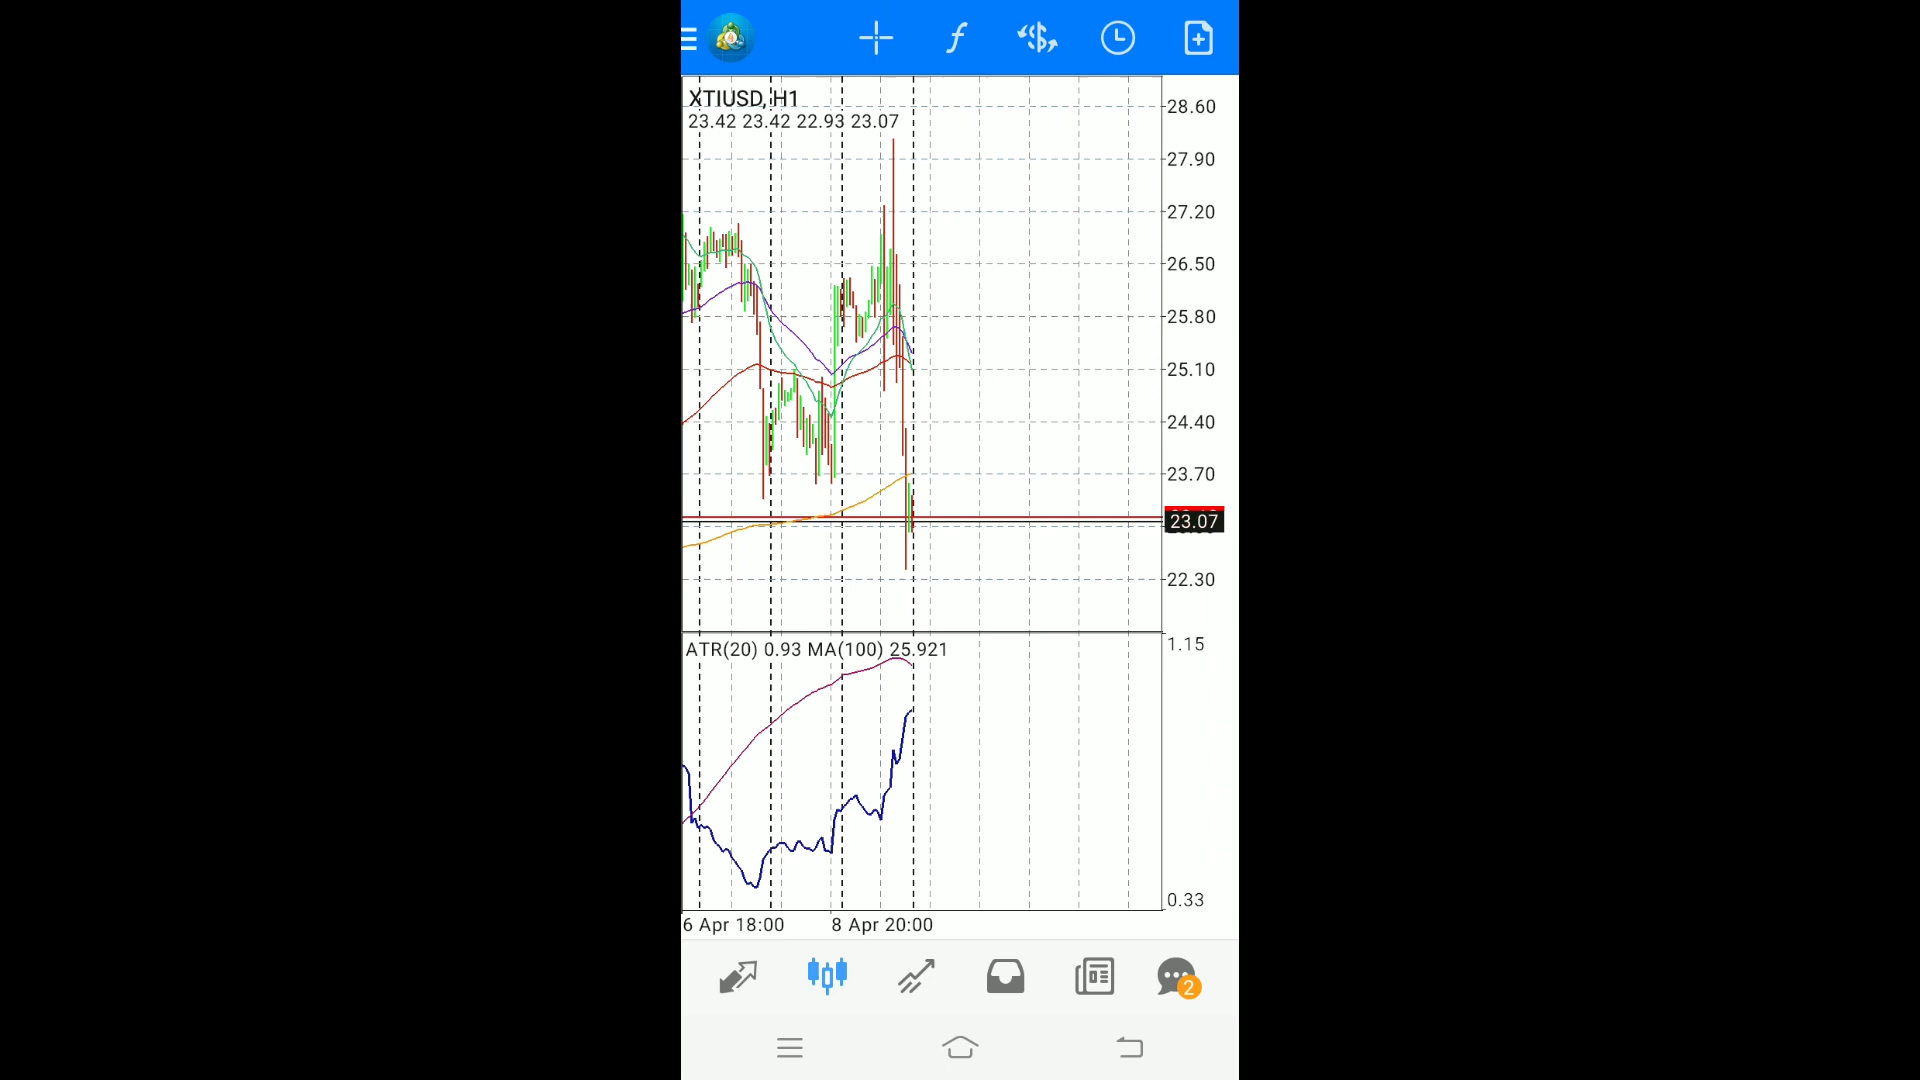 XTIUSD, H1
23.42 23.42 22.93 23.07
28.60
27.90
27.20
26.50
25.80
25.10
24.40
23.70
23.07
22.30
ATR(20) 0.93 MA(100) 25.921
1.15
0.33
6 Apr 18:00
8 Apr 20:00
2